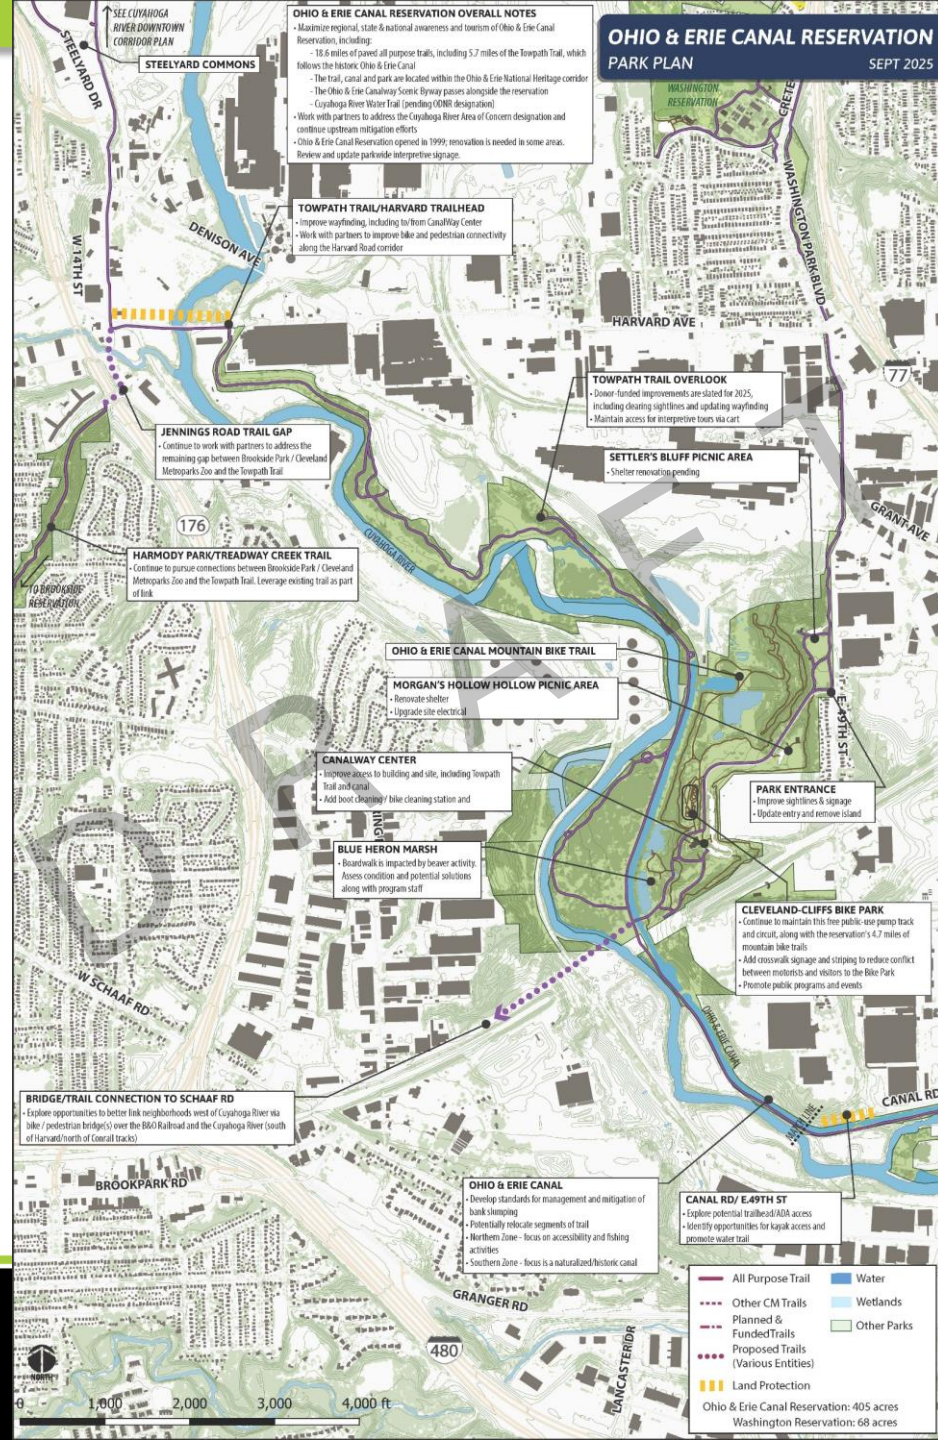 SEE CUYAHOGA
RIVER DOWNTOWN
CORRIDOR PLAN
STEELYARD DR
STEELYARD COMMONS
OHIO & ERIE CANAL RESERVATION OVERALL NOTES
• Maximize regional, state & national awareness and tourism of Ohio & Erie Canal
Reservation, including:
- 18.6 miles of paved all purpose trails, including 5.7 miles of the Towpath Trail, which
follows the historic Ohio & Erie Canal
- The trail, canal and park are located within the Ohio & Erie National Heritage corridor
- The Ohio & Erie Canalway Scenic Byway passes alongside the reservation
- Cuyahoga River Water Trail (pending ODNR designation)
• Work with partners to address the Cuyahoga River Area of Concern designation and
continue upstream mitigation efforts
• Ohio & Erie Canal Reservation opened in 1999; renovation is needed in some areas.
Review and update parkwide interpretive signage.
OHIO & ERIE CANAL RESERVATION
PARK PLAN
SEPT 2025
WASHINGTON
RESERVATION
CRETE
WASHINGTON PARK BLVD
TOWPATH TRAIL/HARVARD TRAILHEAD
• Improve wayfinding, including to/from CanalWay Center
• Work with partners to improve bike and pedestrian connectivity
along the Harvard Road corridor
DENISON AVE
W 14TH ST
HARVARD AVE
77
TOWPATH TRAIL OVERLOOK
• Donor-funded improvements are slated for 2025,
including clearing sightlines and updating wayfinding
• Maintain access for interpretive tours via cart
JENNINGS ROAD TRAIL GAP
• Continue to work with partners to address the
remaining gap between Brookside Park / Cleveland
Metroparks Zoo and the Towpath Trail
SETTLER'S BLUFF PICNIC AREA
• Shelter renovation pending
GRANT AVE
176
CUYAHOGA RIVER
HARMODY PARK/TREADWAY CREEK TRAIL
• Continue to pursue connections between Brookside Park / Cleveland
Metroparks Zoo and the Towpath Trail. Leverage existing trail as part
of link
TO BROOKSIDE
RESERVATION
OHIO & ERIE CANAL MOUNTAIN BIKE TRAIL
MORGAN'S HOLLOW HOLLOW PICNIC AREA
• Renovate shelter
• Upgrade site electrical
E 49TH ST
CANALWAY CENTER
• Improve access to building and site, including Towpath
Trail and canal
• Add boot cleaning / bike cleaning station and
PARK ENTRANCE
• Improve sightlines & signage
• Update entry and remove island
BLUE HERON MARSH
• Boardwalk is impacted by beaver activity.
Assess condition and potential solutions
along with program staff
CLEVELAND-CLIFFS BIKE PARK
• Continue to maintain this free public-use pump track
and circuit, along with the reservation's 4.7 miles of
mountain bike trails
• Add crosswalk signage and striping to reduce conflict
between motorists and visitors to the Bike Park
• Promote public programs and events
W SCHAAF RD
OHIO & ERIE CANAL
BRIDGE/TRAIL CONNECTION TO SCHAAF RD
• Explore opportunities to better link neighborhoods west of Cuyahoga River via
bike / pedestrian bridge(s) over the B&O Railroad and the Cuyahoga River (south
of Harvard/north of Conrail tracks)
CANAL RD
MATCH LINE
BROOKPARK RD
OHIO & ERIE CANAL
• Develop standards for management and mitigation of
bank slumping
• Potentially relocate segments of trail
• Northern Zone - focus on accessibility and fishing
activities
• Southern Zone - focus is a naturalized/historic canal
CANAL RD/ E.49TH ST
• Explore potential trailhead/ADA access
• Identify opportunities for kayak access and
promote water trail
GRANGER RD
480
LANCASTER DR
DRAFT
NORTH
0 1,000 2,000 3,000 4,000 ft
All Purpose Trail
Other CM Trails
Planned &
FundedTrails
Proposed Trails
(Various Entities)
Land Protection
Water
Wetlands
Other Parks
Ohio & Erie Canal Reservation: 405 acres
Washington Reservation: 68 acres